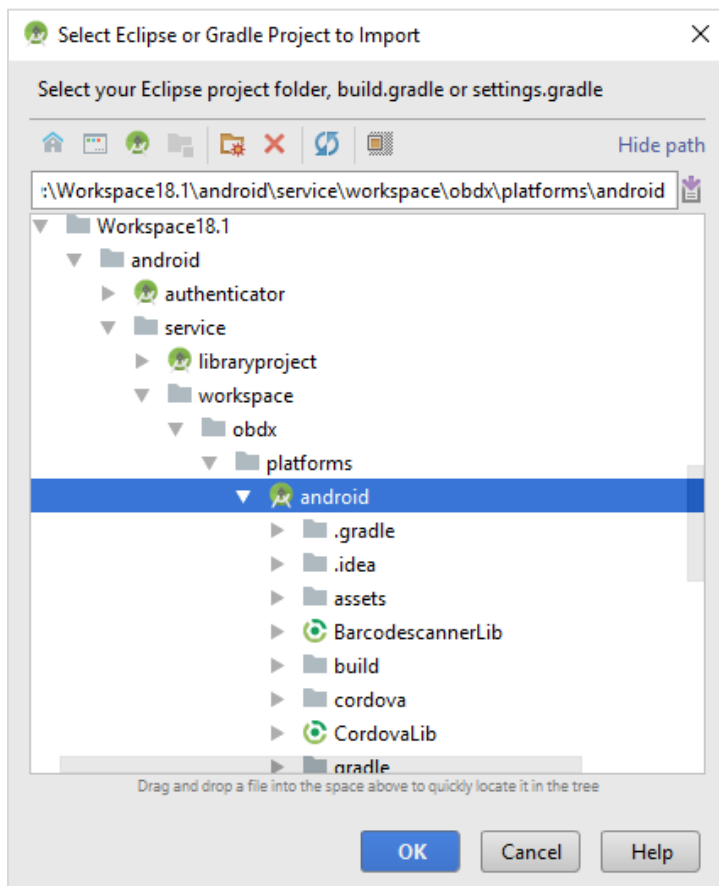 Select Eclipse or Gradle Project to Import
Select your Eclipse project folder, build.gradle or settings.gradle
Hide path
:\Workspace18.1\android\service\workspace\obdx\platforms\android
Workspace18.1
android
authenticator
service
libraryproject
workspace
obdx
platforms
android
.gradle
.idea
assets
BarcodescannerLib
build
cordova
CordovaLib
gradle
Drag and drop a file into the space above to quickly locate it in the tree
OK Cancel Help